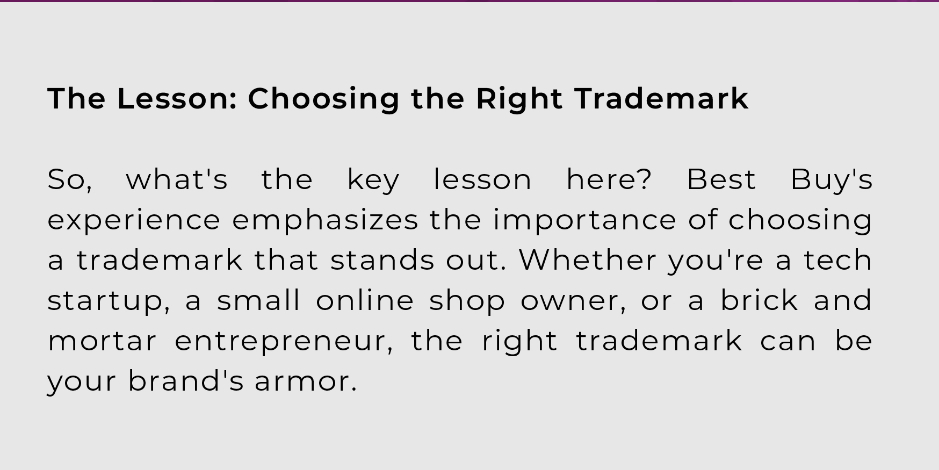 The Lesson: Choosing the Right Trademark
So, what's the key lesson here? Best Buy's
experience emphasizes the importance of choosing
a trademark that stands out. Whether you're a tech
startup, a small online shop owner, or a brick and
mortar entrepreneur, the right trademark can be
your brand's armor.